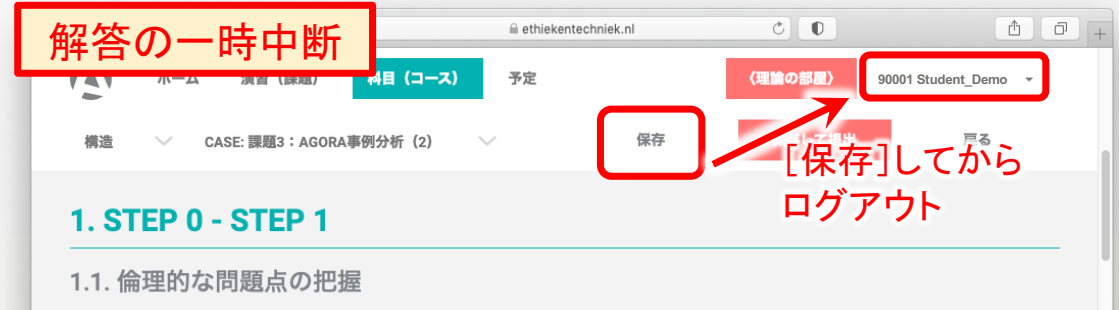 解答の一時中断
ethiekentechniek.nl
ホーム 演習（課題） 科目（コース） 予定 〈理論の部屋〉 90001 Student_Demo
構造 CASE: 課題3：AGORA事例分析（2） 保存 して提出 戻る
[保存]してから
ログアウト
1. STEP 0 - STEP 1
1.1. 倫理的な問題点の把握